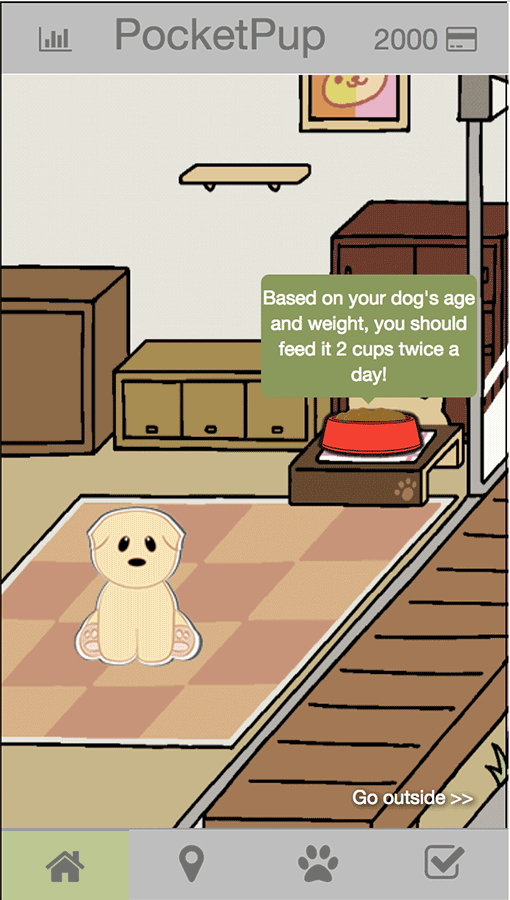 PocketPup
2000
Based on your dog's age
and weight, you should
feed it 2 cups twice a
day!
Go outside >>